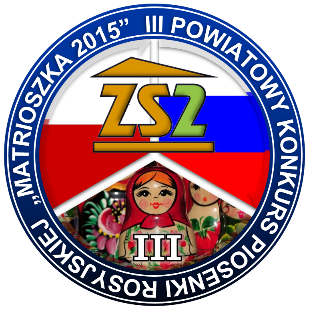 III POWIATOWY KONKURS PIOSENKI ROSYJSKIEJ "MATRIOSZKA 2015"
ZS2
III